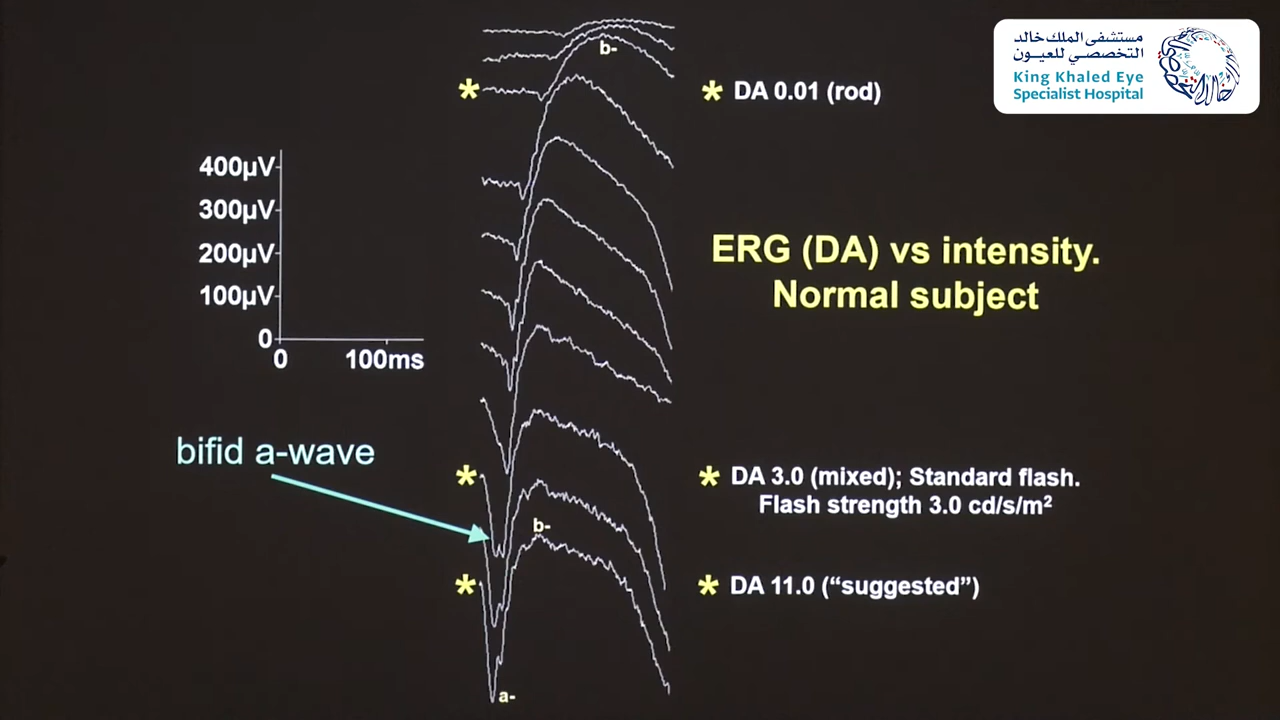 مستشفى الملك خالد
التخصصي للعيـــون
King Khaled Eye
Specialist Hospital
b-
* * DA 0.01 (rod)
400µV
300µV
200µV
100µV
0
0 100ms
ERG (DA) vs intensity.
Normal subject
bifid a-wave
* * DA 3.0 (mixed); Standard flash.
Flash strength 3.0 cd/s/m²
b-
* * DA 11.0 (“suggested”)
a-